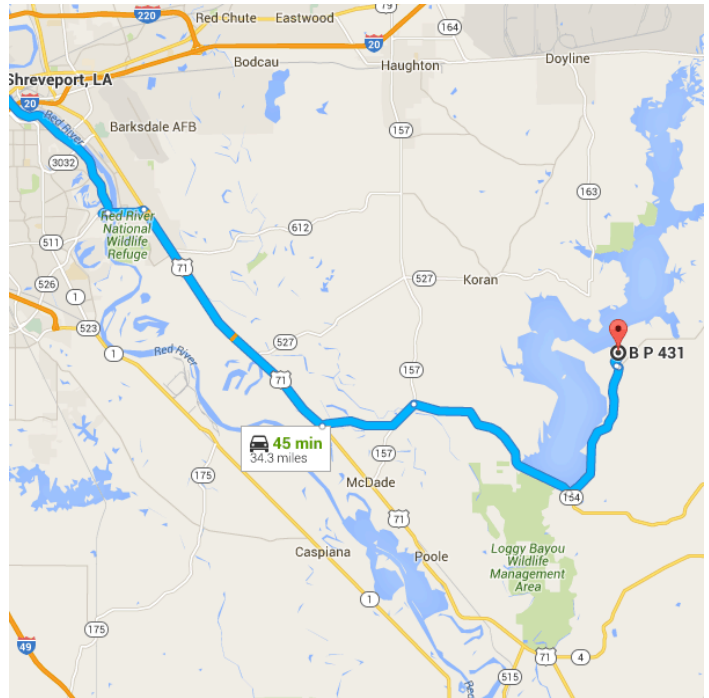 220
Red Chute
Eastwood
164
20
Bodcau
Haughton
Doyline
Shreveport, LA
20
Red River
Barksdale AFB
157
3032
163
Red River
National
Wildlife
Refuge
612
511
71
527
Koran
526
1
523
1
Red River
527
B P 431
71
157
45 min
34.3 miles
157
175
McDade
154
71
Loggy Bayou
Wildlife
Management
Area
Caspiana
Poole
1
175
49
71
4
515
Rec